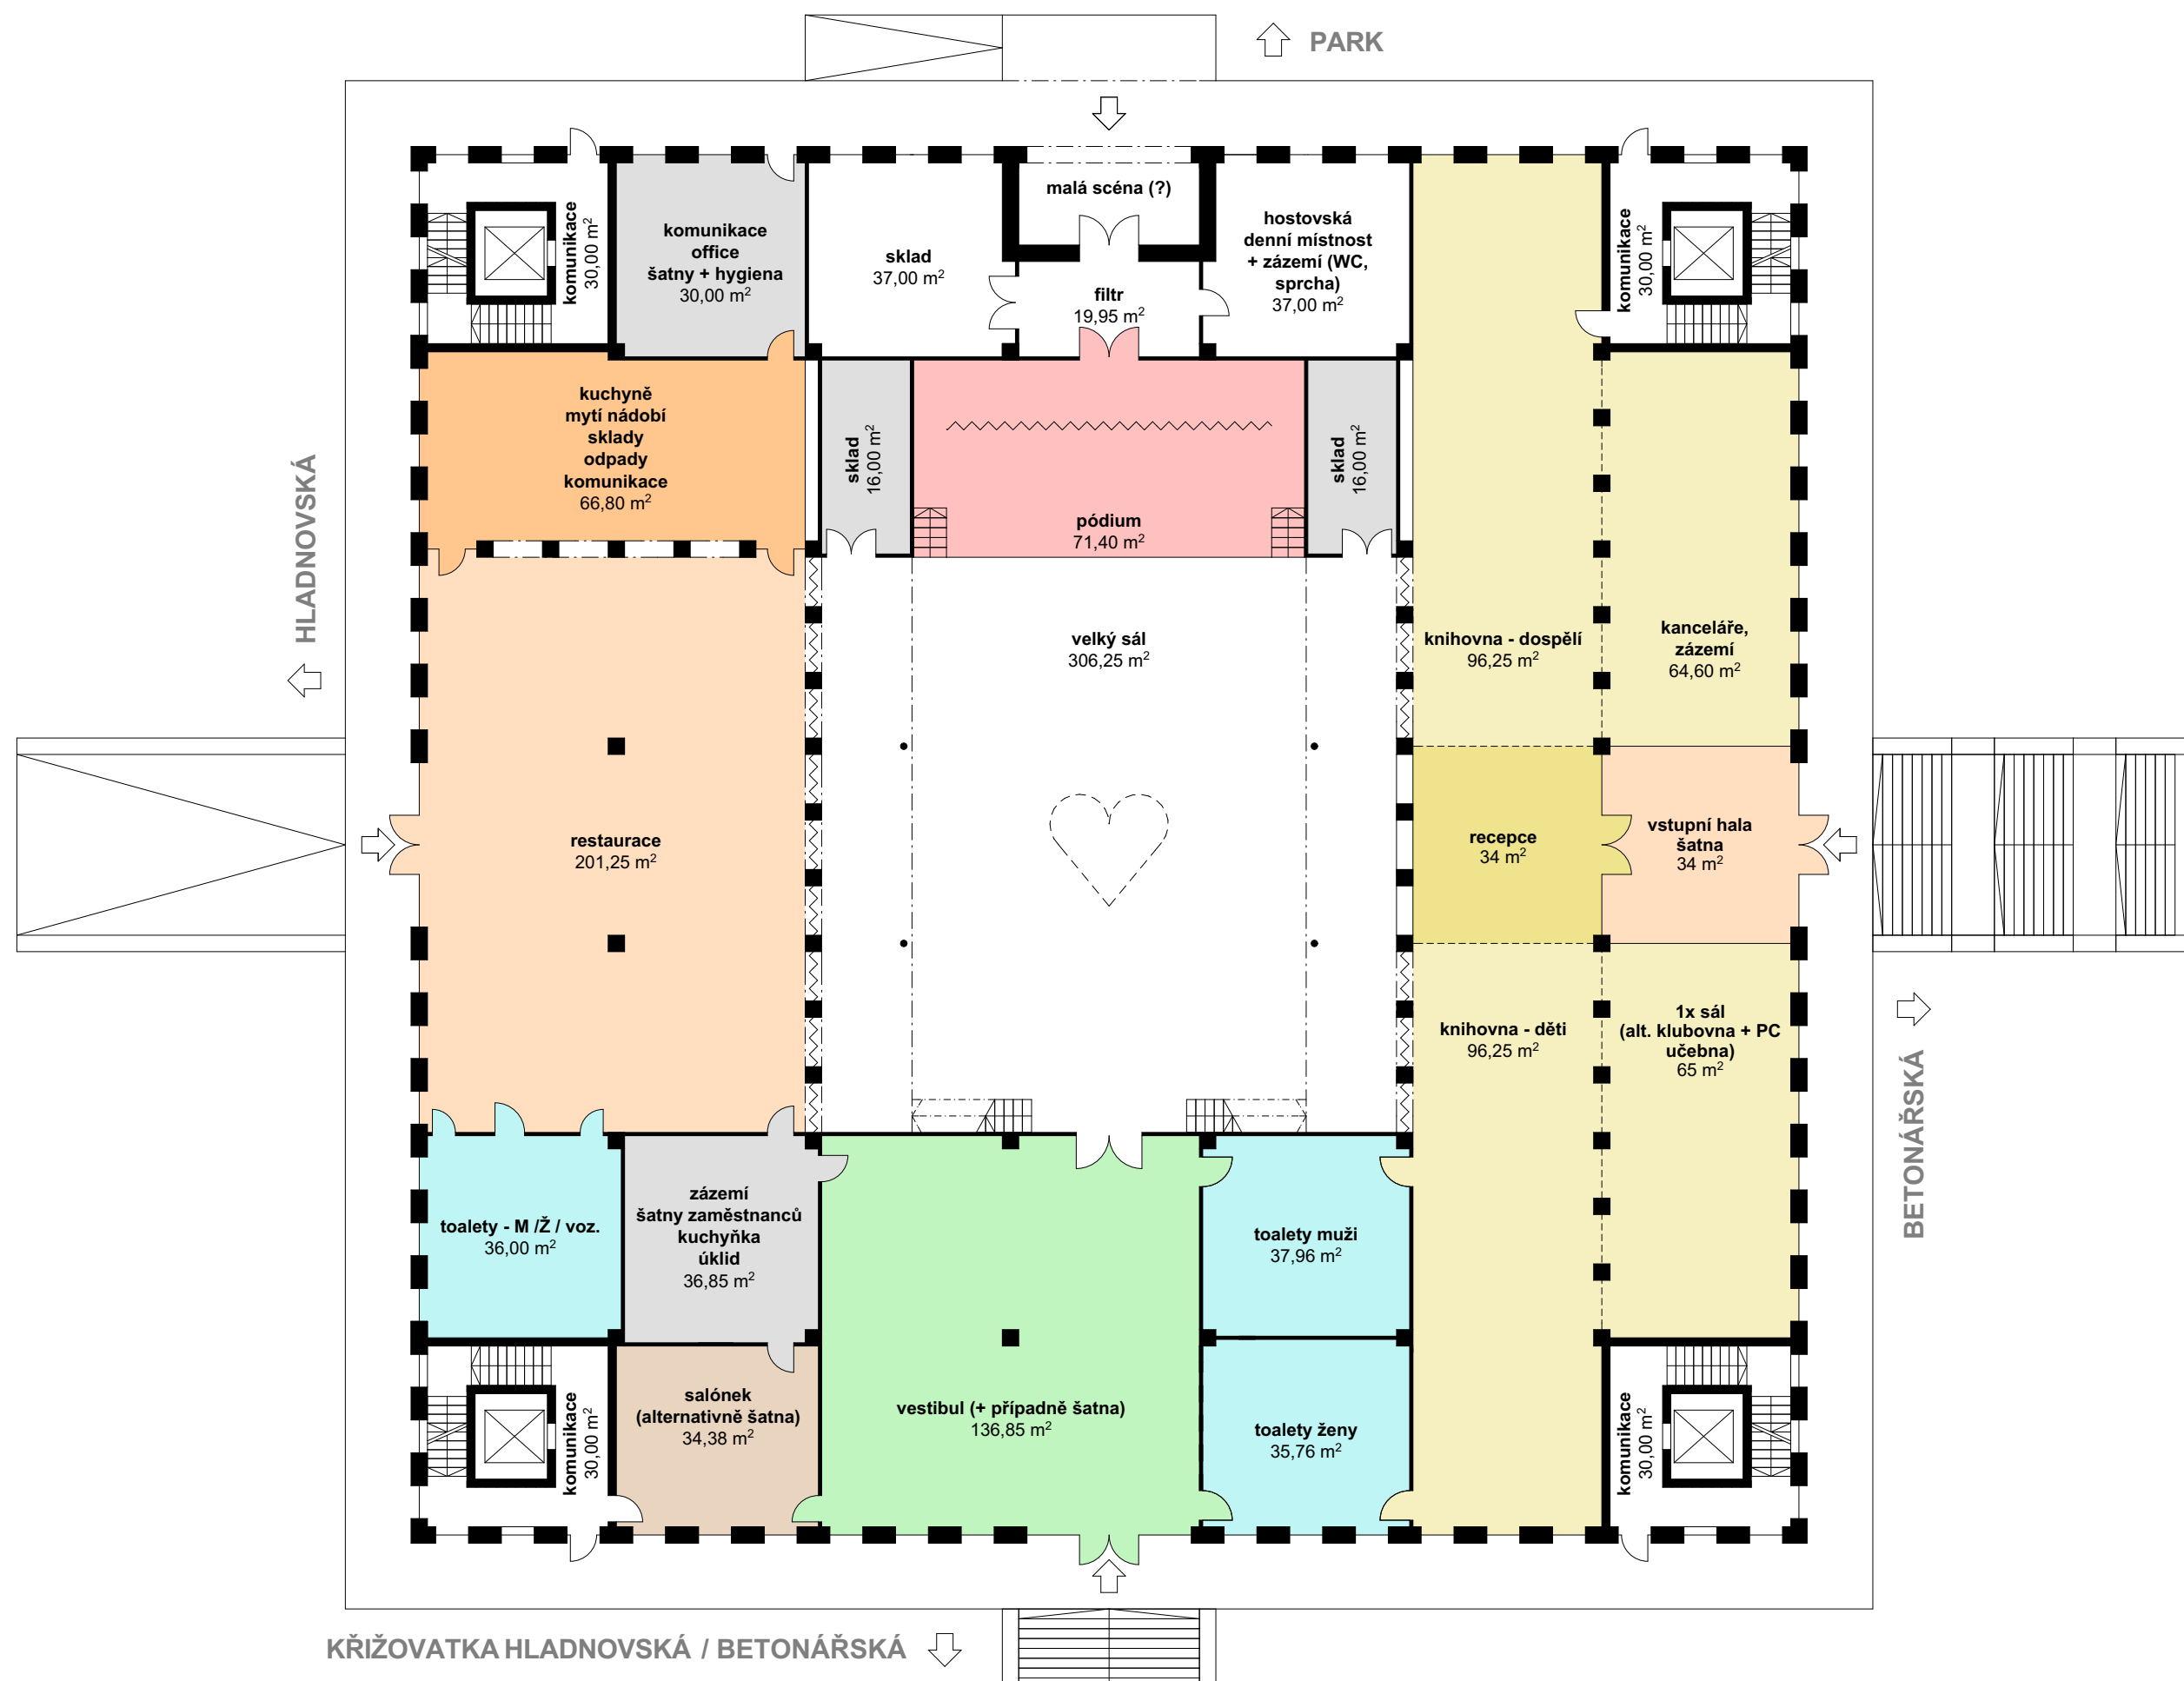 PARK
malá scéna (?)
komunikace
30,00 m²
komunikace
office
šatny + hygiena
30,00 m²
sklad
37,00 m²
filtr
19,95 m²
hostovská
denní místnost
+ zázemí (WC,
sprcha)
37,00 m²
komunikace
30,00 m²
kuchyně
mytí nádobí
sklady
odpady
komunikace
66,80 m²
sklad
16,00 m²
pódium
71,40 m²
sklad
16,00 m²
HLADNOVSKÁ
velký sál
306,25 m²
knihovna - dospělí
96,25 m²
kanceláře,
zázemí
64,60 m²
restaurace
201,25 m²
recepce
34 m²
vstupní hala
šatna
34 m²
knihovna - děti
96,25 m²
1x sál
(alt. klubovna + PC
učebna)
65 m²
BETONÁŘSKÁ
toalety - M /Ž / voz.
36,00 m²
zázemí
šatny zaměstnanců
kuchyňka
úklid
36,85 m²
toalety muži
37,96 m²
komunikace
30,00 m²
salónek
(alternativně šatna)
34,38 m²
vestibul (+ případně šatna)
136,85 m²
toalety ženy
35,76 m²
komunikace
30,00 m²
KŘIŽOVATKA HLADNOVSKÁ / BETONÁŘSKÁ